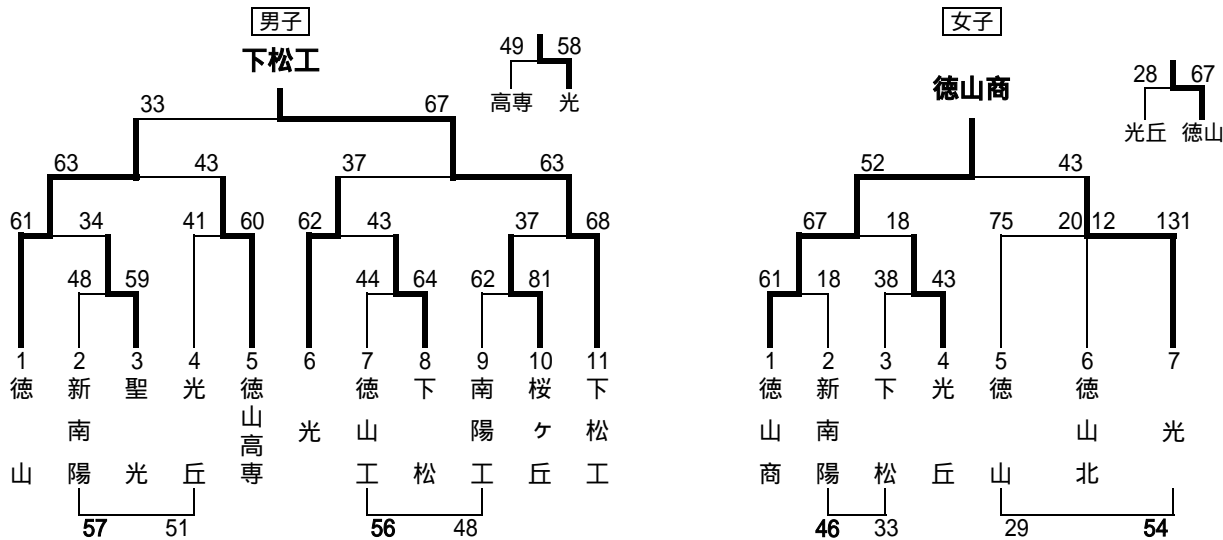 男子
下松工
49 58
高専 光
33 67
63 43 37 63
61 34 41 60 62 43 37 68
48 59 44 64 62 81
1 2 3 4 5 6 7 8 9 10 11
徳山 新南陽 聖光 光丘 徳山高専 光 徳山工 下松 南陽工 桜ヶ丘 下松工
57 51 56 48
女子
徳山商
28 67
光丘 徳山
52 43
67 18 75 20 12 131
61 18 38 43
1 2 3 4 5 6 7
徳山商 新南陽 下松 光丘 徳山 徳山北 光
46 33 29 54